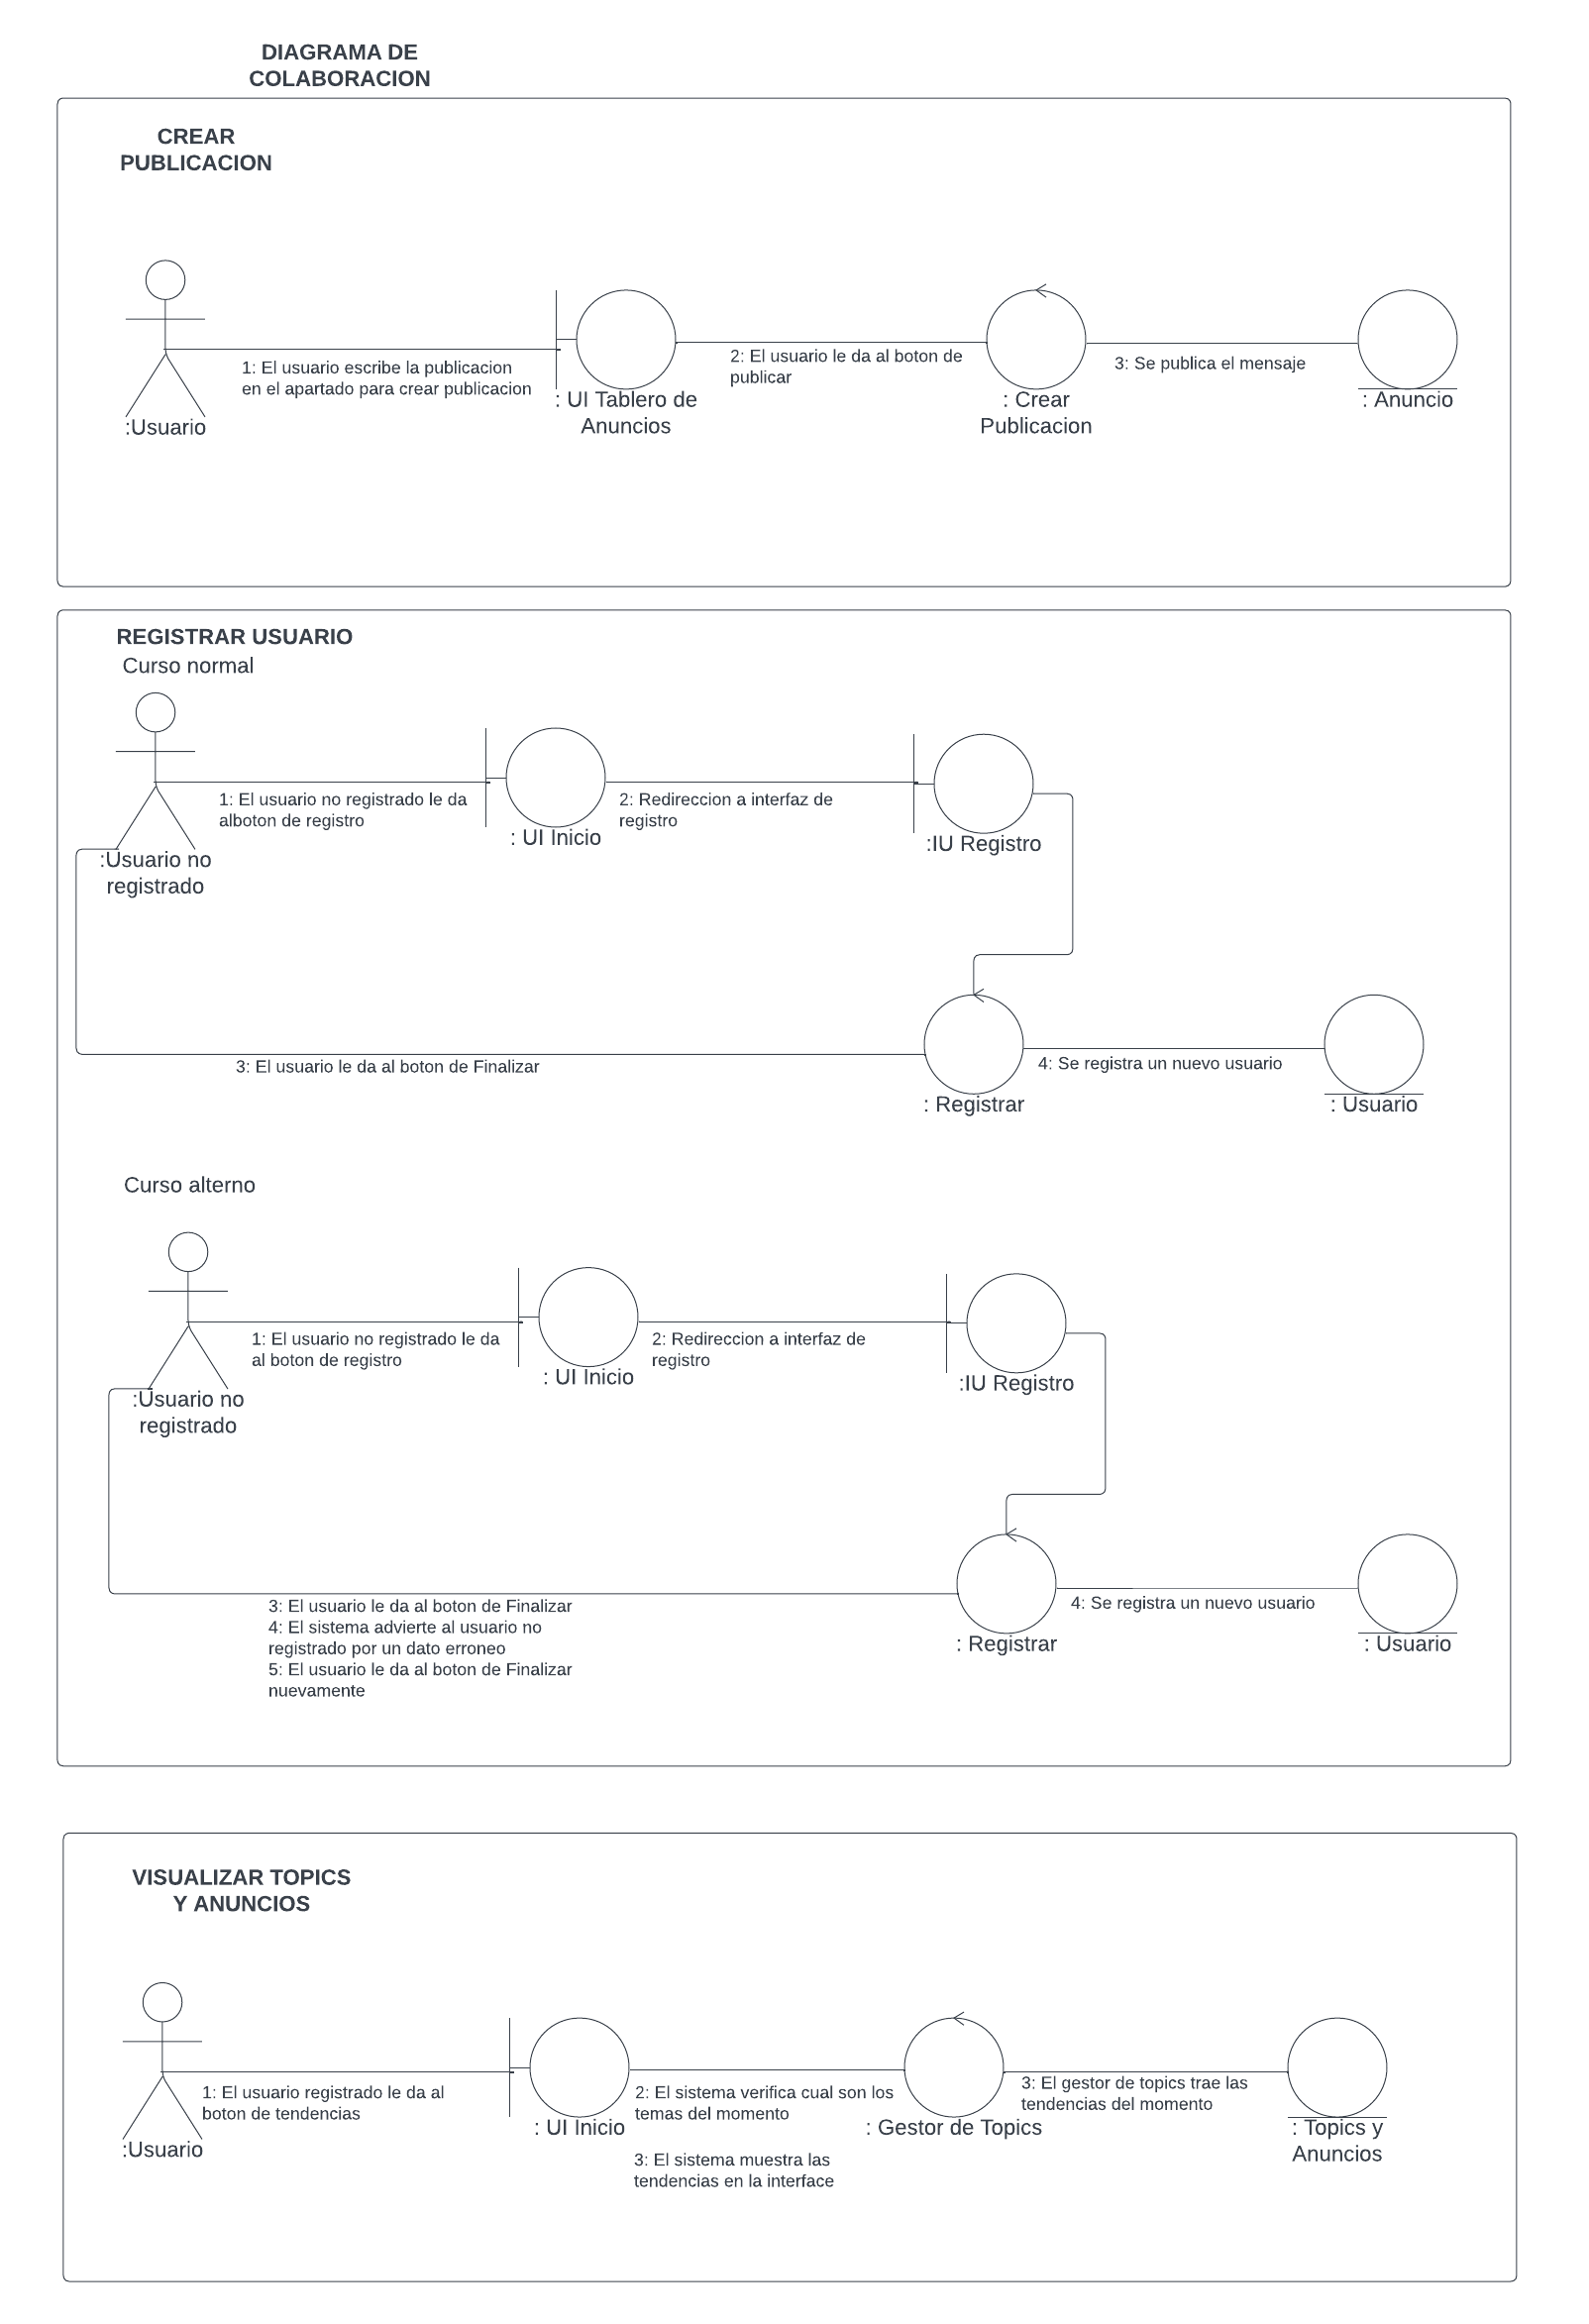 DIAGRAMA DE
COLABORACION
CREAR
PUBLICACION
1: El usuario escribe la publicacion
en el apartado para crear publicacion
:Usuario
: UI Tablero de
Anuncios
2: El usuario le da al boton de
publicar
: Crear
Publicacion
3: Se publica el mensaje
: Anuncio
REGISTRAR USUARIO
Curso normal
1: El usuario no registrado le da
alboton de registro
:Usuario no
registrado
: UI Inicio
2: Redireccion a interfaz de
registro
:IU Registro
3: El usuario le da al boton de Finalizar
: Registrar
4: Se registra un nuevo usuario
: Usuario
Curso alterno
1: El usuario no registrado le da
al boton de registro
:Usuario no
registrado
: UI Inicio
2: Redireccion a interfaz de
registro
:IU Registro
3: El usuario le da al boton de Finalizar
4: El sistema advierte al usuario no
registrado por un dato erroneo
5: El usuario le da al boton de Finalizar
nuevamente
: Registrar
4: Se registra un nuevo usuario
: Usuario
VISUALIZAR TOPICS
Y ANUNCIOS
1: El usuario registrado le da al
boton de tendencias
:Usuario
: UI Inicio
2: El sistema verifica cual son los
temas del momento
3: El sistema muestra las
tendencias en la interface
: Gestor de Topics
3: El gestor de topics trae las
tendencias del momento
: Topics y
Anuncios